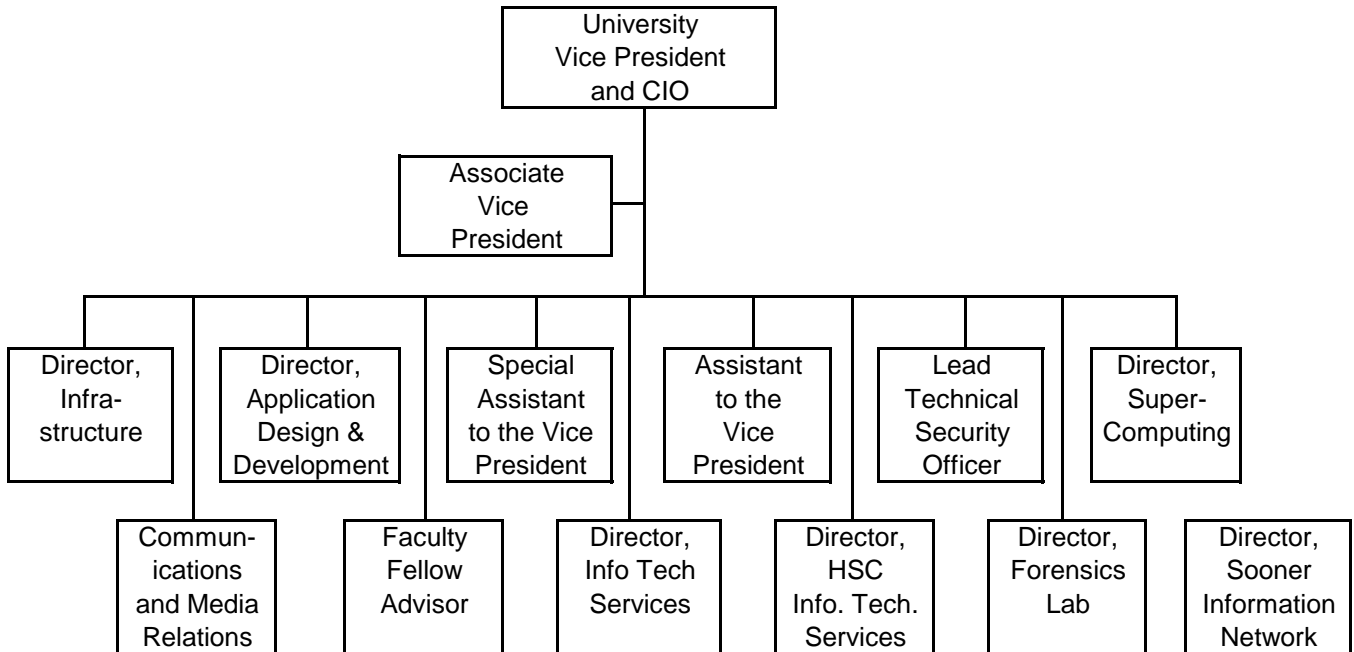 University
Vice President
and CIO
Associate
Vice
President
Director,
Infra-
structure
Director,
Application
Design &
Development
Special
Assistant
to the Vice
President
Assistant
to the
Vice
President
Lead
Technical
Security
Officer
Director,
Super-
Computing
Commun-
ications
and Media
Relations
Faculty
Fellow
Advisor
Director,
Info Tech
Services
Director,
HSC
Info. Tech.
Services
Director,
Forensics
Lab
Director,
Sooner
Information
Network